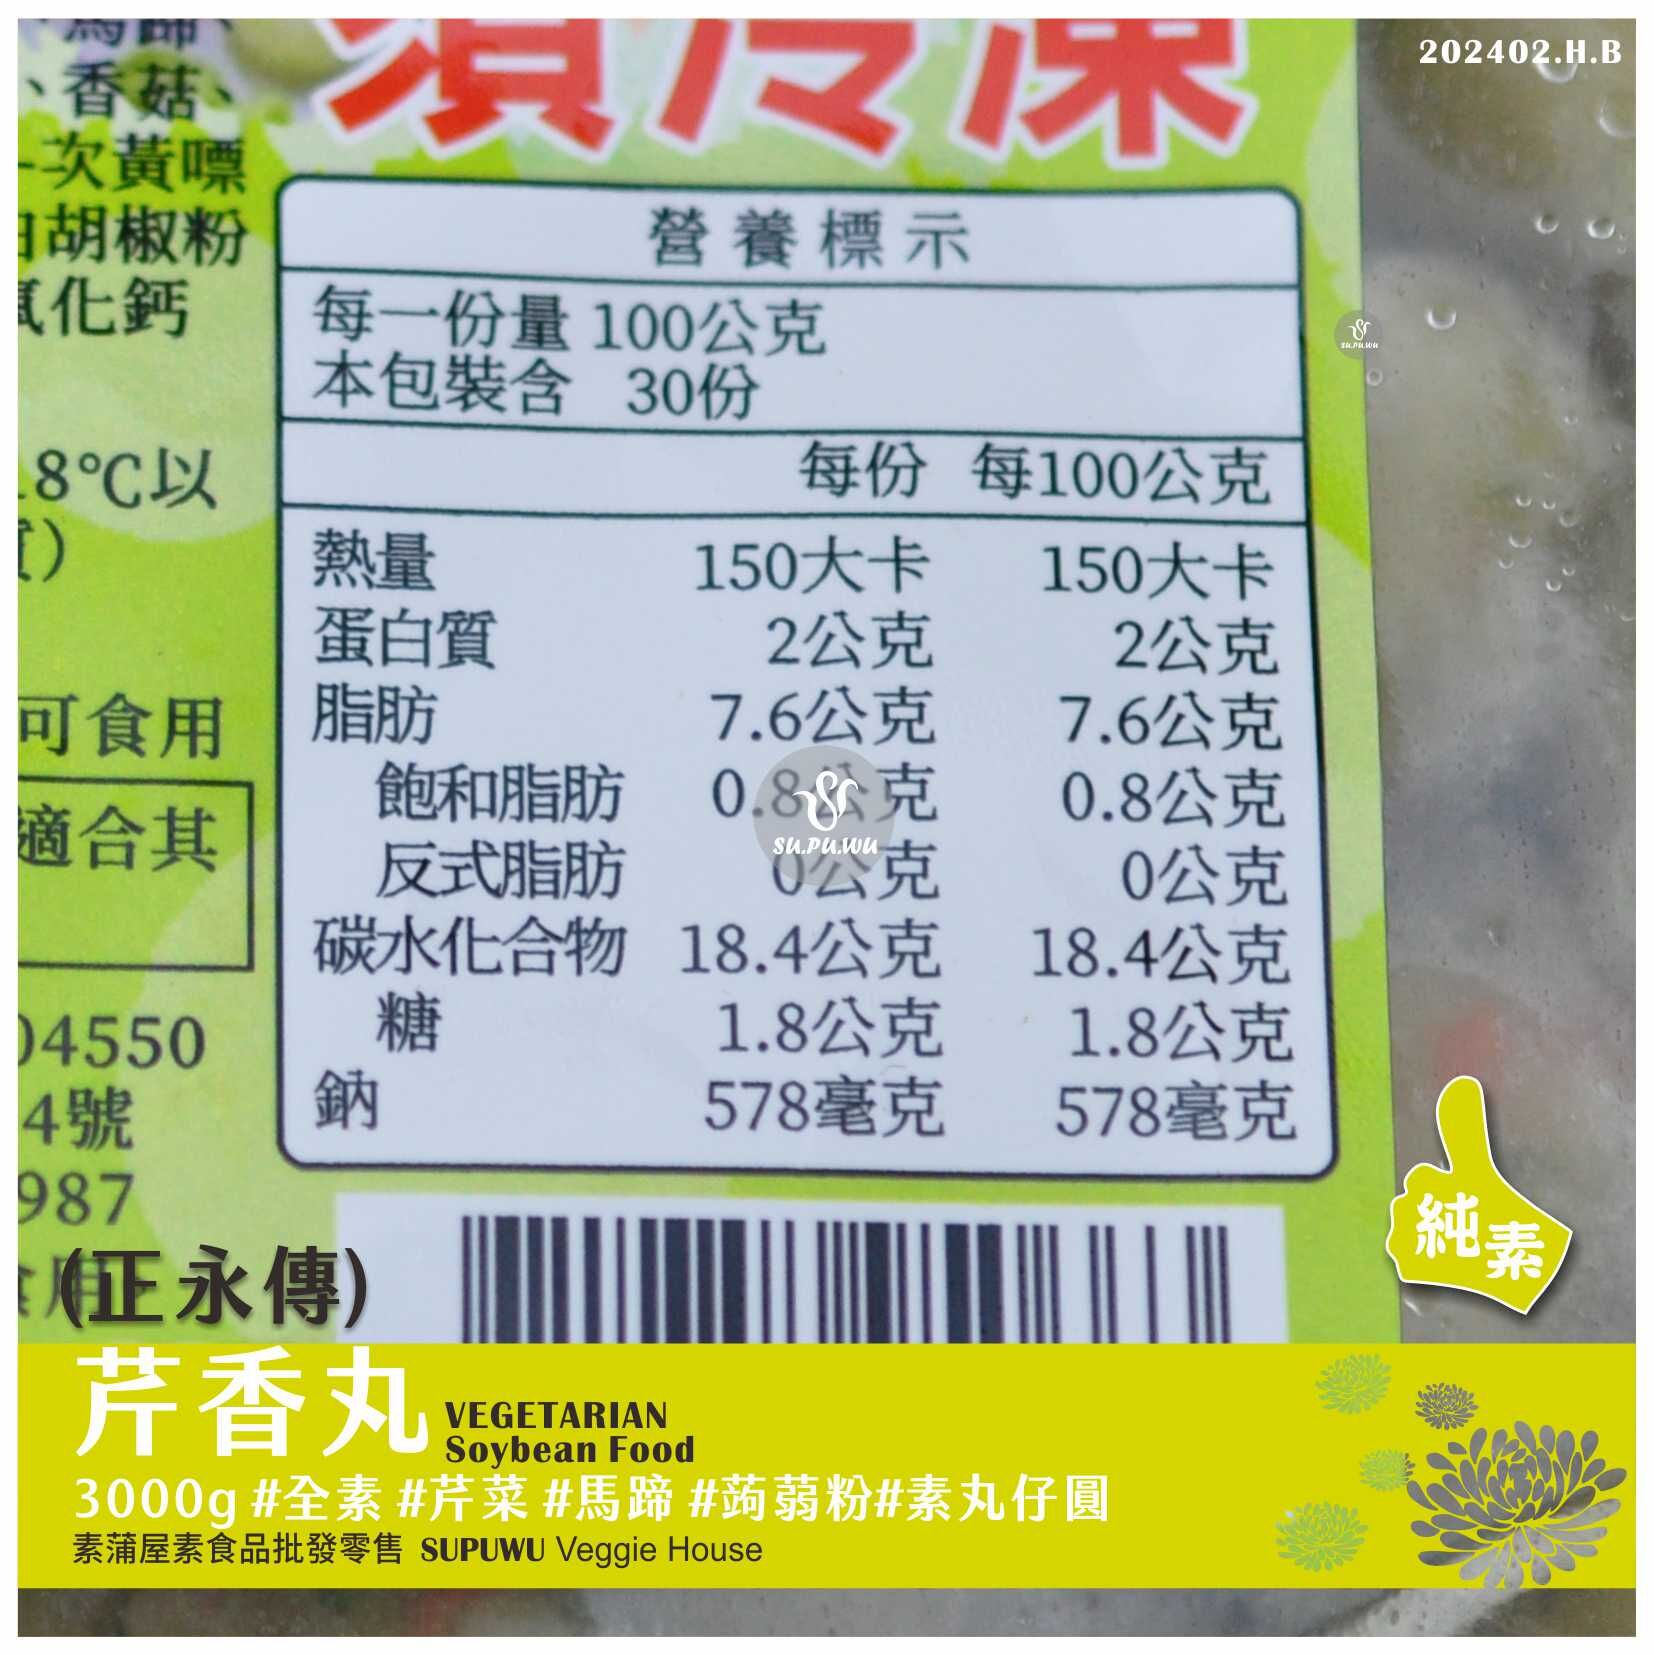 202402.H.B
須冷凍
、香菇、
次黃嘌
胡椒粉
氧化鈣
8℃以
可食用
適合其
04550
4號
987
營養標示
每一份量 100公克
本包裝含 30份
每份 每100公克
熱量 150大卡 150大卡
蛋白質 2公克 2公克
脂肪 7.6公克 7.6公克
飽和脂肪 0.8公克 0.8公克
反式脂肪 0公克 0公克
碳水化合物 18.4公克 18.4公克
糖 1.8公克 1.8公克
鈉 578毫克 578毫克
su.pu.wu
su.pu.wu
純素
(正永傳)
芹香丸
VEGETARIAN
Soybean Food
3000g #全素 #芹菜 #馬蹄 #蒟蒻粉#素丸仔圓
素蒲屋素食品批發零售 SUPUWU Veggie House